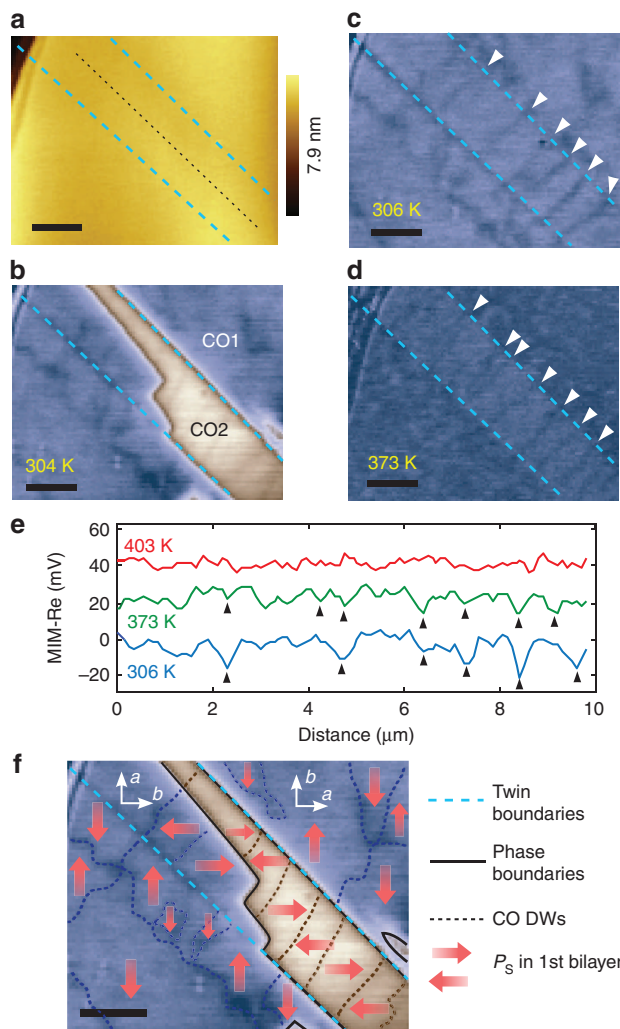 a
7.9 nm
b
CO1
CO2
304 K
c
306 K
d
373 K
e
60
40
20
0
–20
MIM-Re (mV)
403 K
373 K
306 K
0
2
4
6
8
10
Distance (μm)
f
a
b
b
a
Twin
boundaries
Phase
boundaries
CO DWs
PS in 1st bilayer